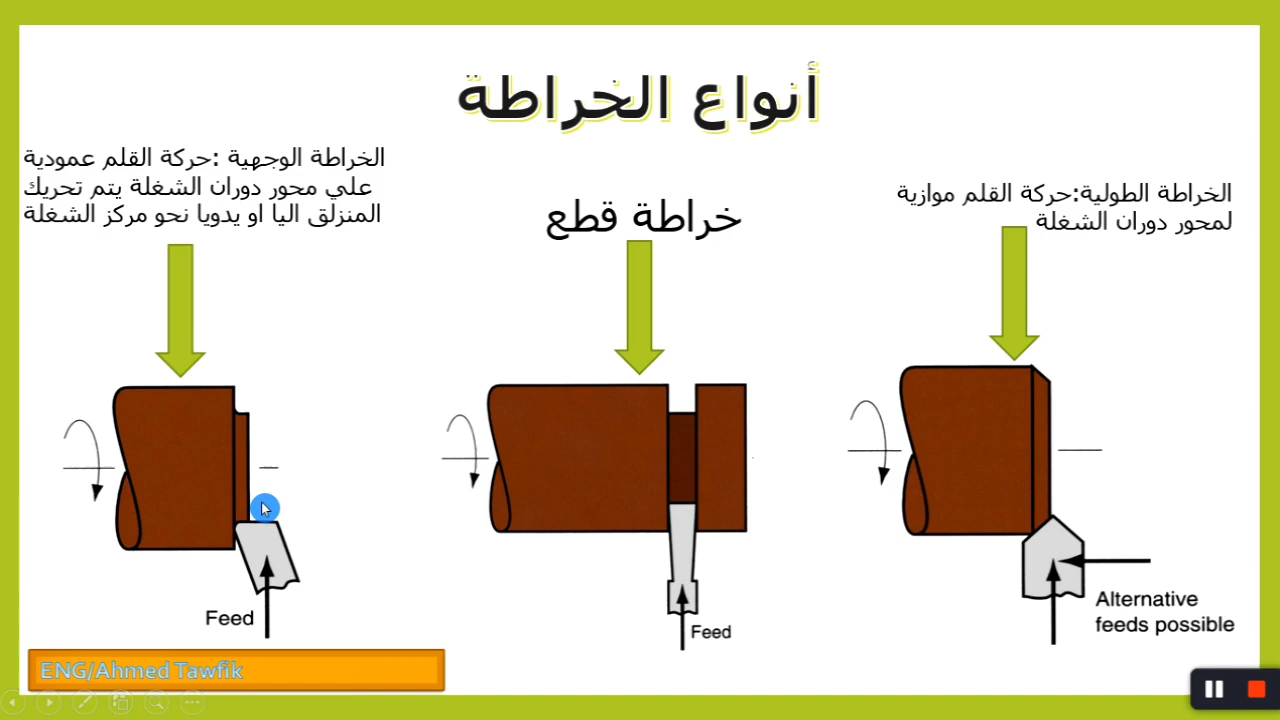 أنواع الخراطة
الخراطة الطولية:حركة القلم موازية
لمحور دوران الشغلة
خراطة قطع
الخراطة الوجهية :حركة القلم عمودية
علي محور دوران الشغلة يتم تحريك
المنزلق اليا او يدويا نحو مركز الشغلة
Feed
Feed
Alternative
feeds possible
ENG/Ahmed Tawfik